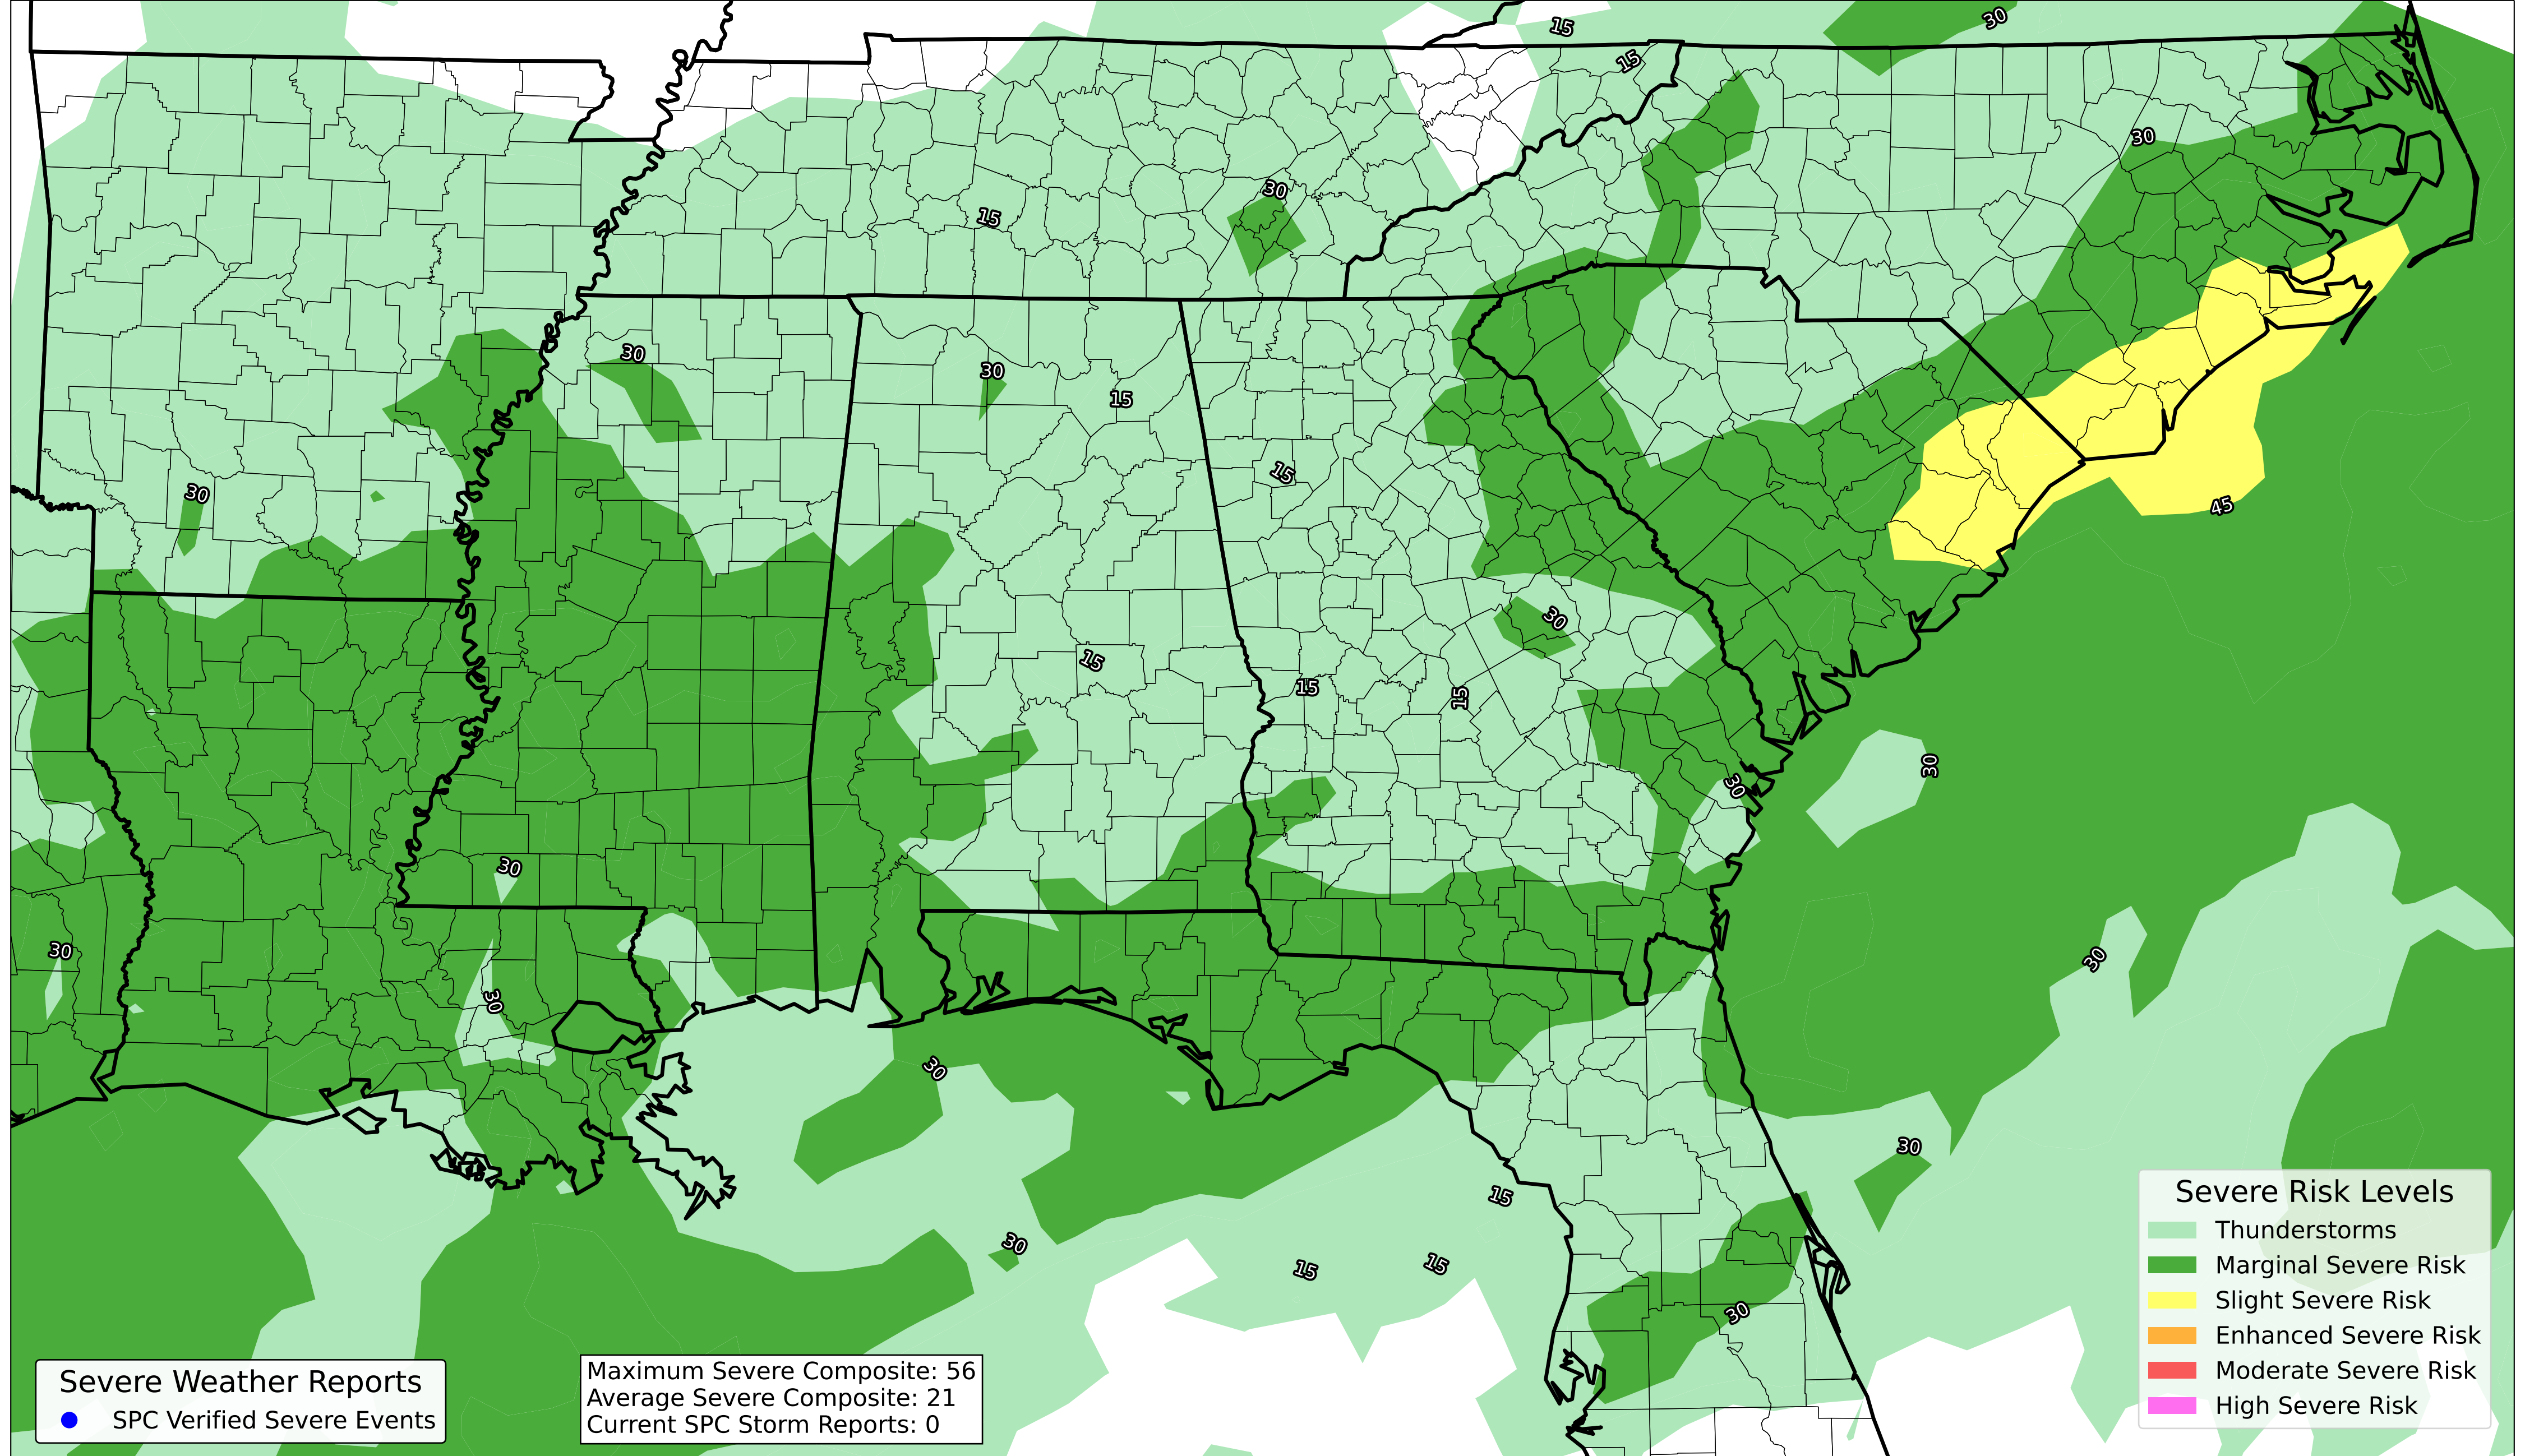 30
15
15
30
30
15
30
30
15
30
15
30
45
30
15
15
15
30
30
30
30
30
30
30
30
15
30
15
15
30
Severe Risk Levels
Thunderstorms
Marginal Severe Risk
Slight Severe Risk
Enhanced Severe Risk
Moderate Severe Risk
High Severe Risk
Severe Weather Reports
SPC Verified Severe Events
Maximum Severe Composite: 56
Average Severe Composite: 21
Current SPC Storm Reports: 0